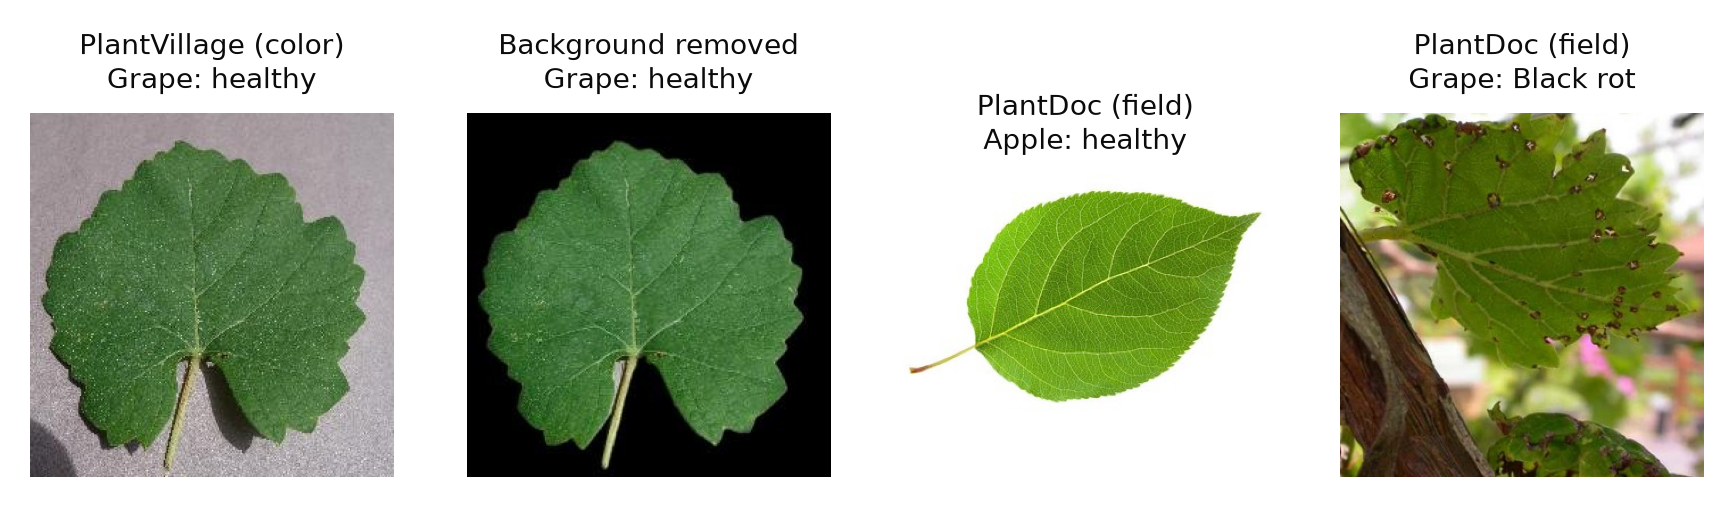 PlantVillage (color)
Grape: healthy
Background removed
Grape: healthy
PlantDoc (field)
Apple: healthy
PlantDoc (field)
Grape: Black rot